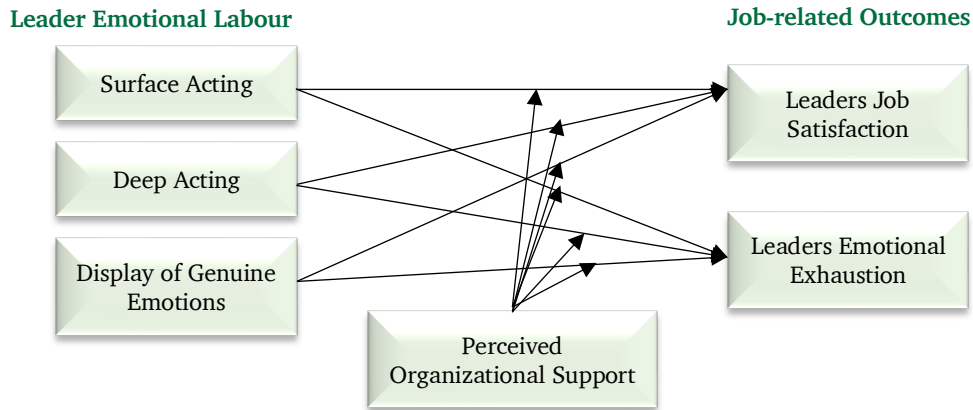 Leader Emotional Labour
Job-related Outcomes
Surface Acting
Deep Acting
Display of Genuine
Emotions
Leaders Job
Satisfaction
Leaders Emotional
Exhaustion
Perceived
Organizational Support